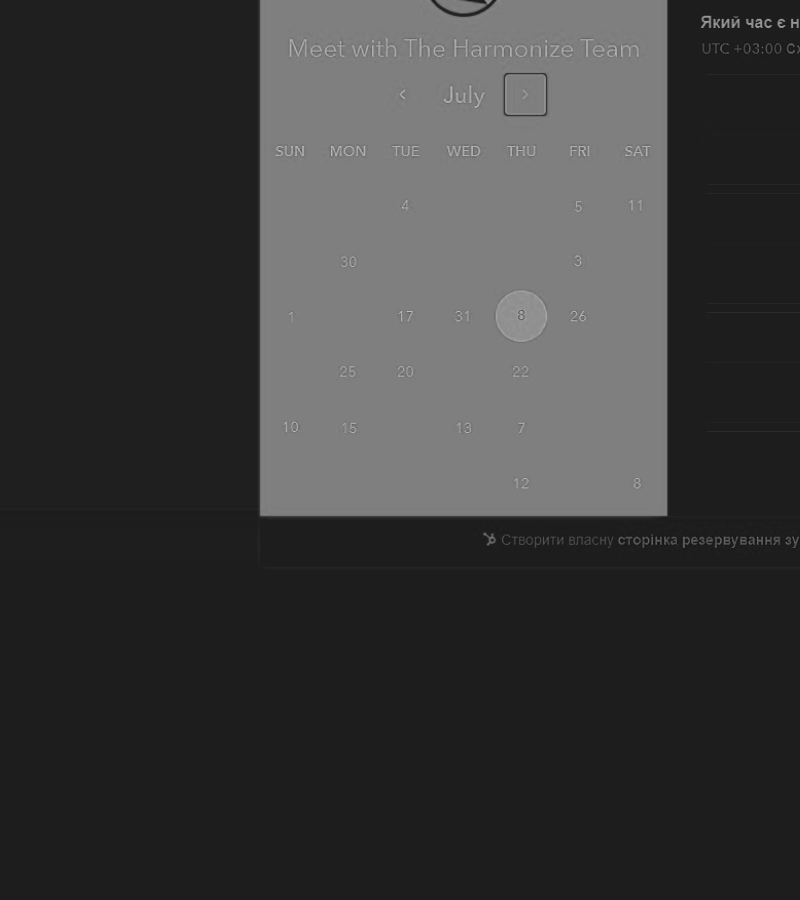 Meet with The Harmonize Team
July
SUN MON TUE WED THU FRI SAT
4 5 11
30 3
1 17 31 8 26
25 20 22
10 15 13 7
12 8
Який час є н
UTC +03:00 Сх
Створити власну сторінка резервування зу